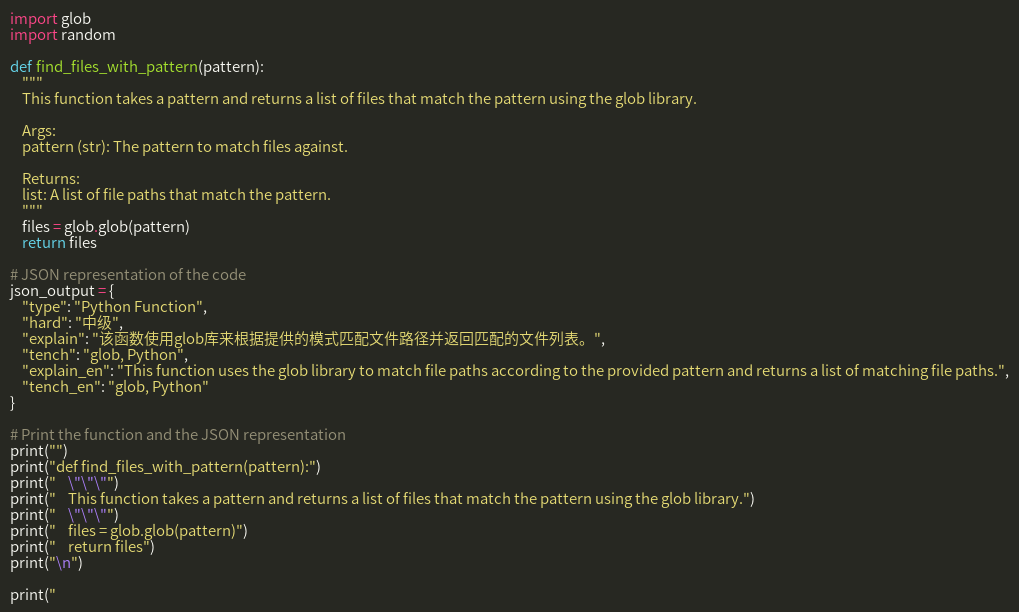 import glob
import random
def find_files_with_pattern(pattern):
"""
This function takes a pattern and returns a list of files that match the pattern using the glob library.
Args:
pattern (str): The pattern to match files against.
Returns:
list: A list of file paths that match the pattern.
"""
files = glob.glob(pattern)
return files
# JSON representation of the code
json_output = {
"type": "Python Function",
"hard": "中级",
"explain": "该函数使用glob库来根据提供的模式匹配文件路径并返回匹配的文件列表。",
"tench": "glob, Python",
"explain_en": "This function uses the glob library to match file paths according to the provided pattern and returns a list of matching file paths.",
"tench_en": "glob, Python"
}
# Print the function and the JSON representation
print("")
print("def find_files_with_pattern(pattern):")
print("    \"\"\"")
print("    This function takes a pattern and returns a list of files that match the pattern using the glob library.")
print("    \"\"\"")
print("    files = glob.glob(pattern)")
print("    return files")
print("\n")
print("